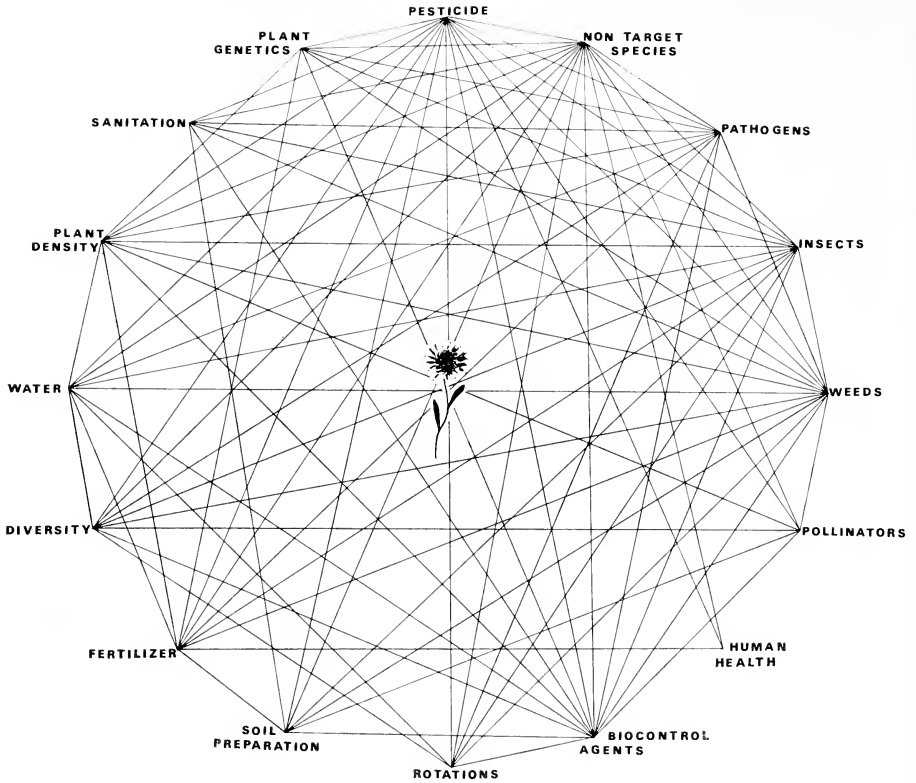 PESTICIDE
PLANT
GENETICS
NON TARGET
SPECIES
SANITATION
PATHOGENS
PLANT
DENSITY
INSECTS
WATER
WEEDS
DIVERSITY
POLLINATORS
FERTILIZER
HUMAN
HEALTH
SOIL
PREPARATION
BIOCONTROL
AGENTS
ROTATIONS